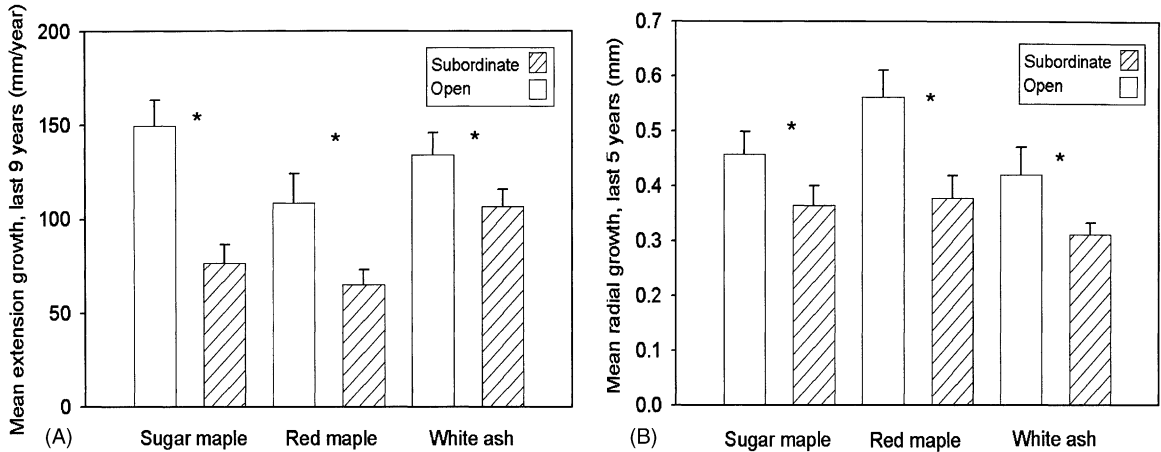 Mean extension growth, last 9 years (mm/year)
200
150
100
50
0
Subordinate
Open
*
*
*
(A)
Sugar maple
Red maple
White ash
Mean radial growth, last 5 years (mm)
0.7
0.6
0.5
0.4
0.3
0.2
0.1
0.0
Subordinate
Open
*
*
*
(B)
Sugar maple
Red maple
White ash